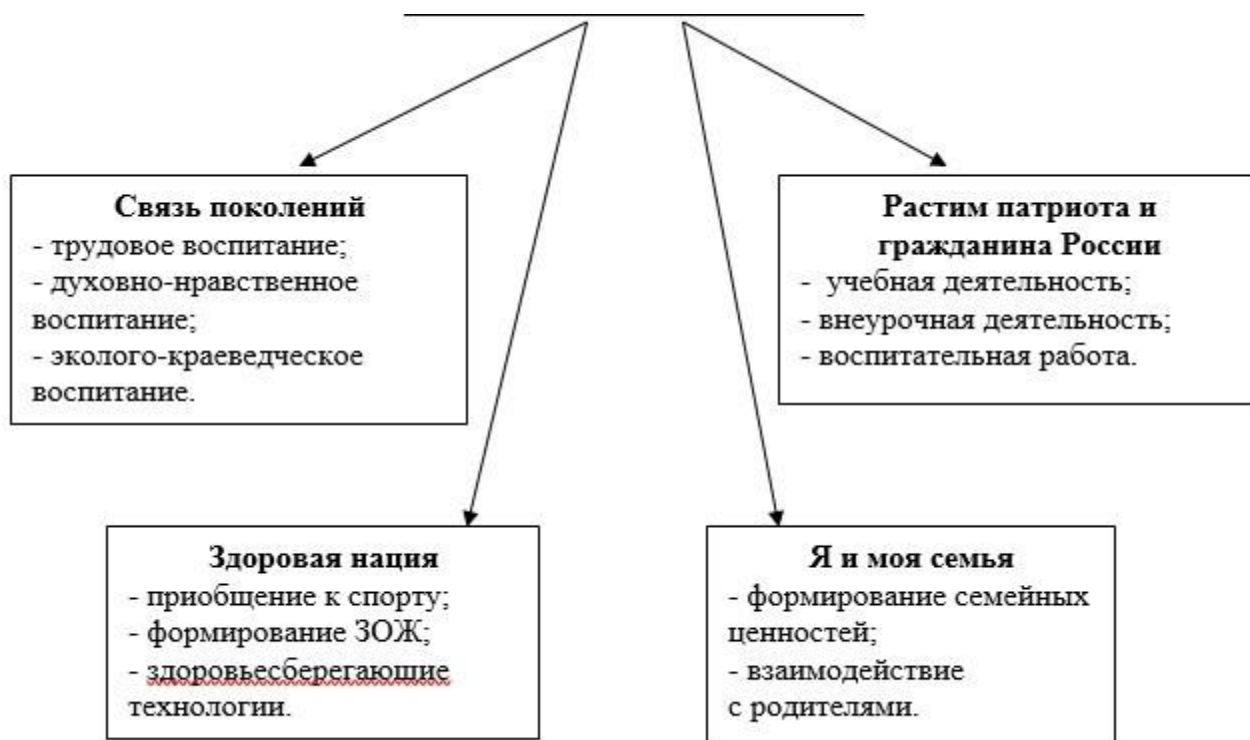 Связь поколений
- трудовое воспитание;
- духовно-нравственное
воспитание;
- эколого-краеведческое
воспитание.
Растим патриота и
гражданина России
- учебная деятельность;
- внеурочная деятельность;
- воспитательная работа.
Здоровая нация
- приобщение к спорту;
- формирование ЗОЖ;
- здоровьесберегающие
технологии.
Я и моя семья
- формирование семейных
ценностей;
- взаимодействие
с родителями.